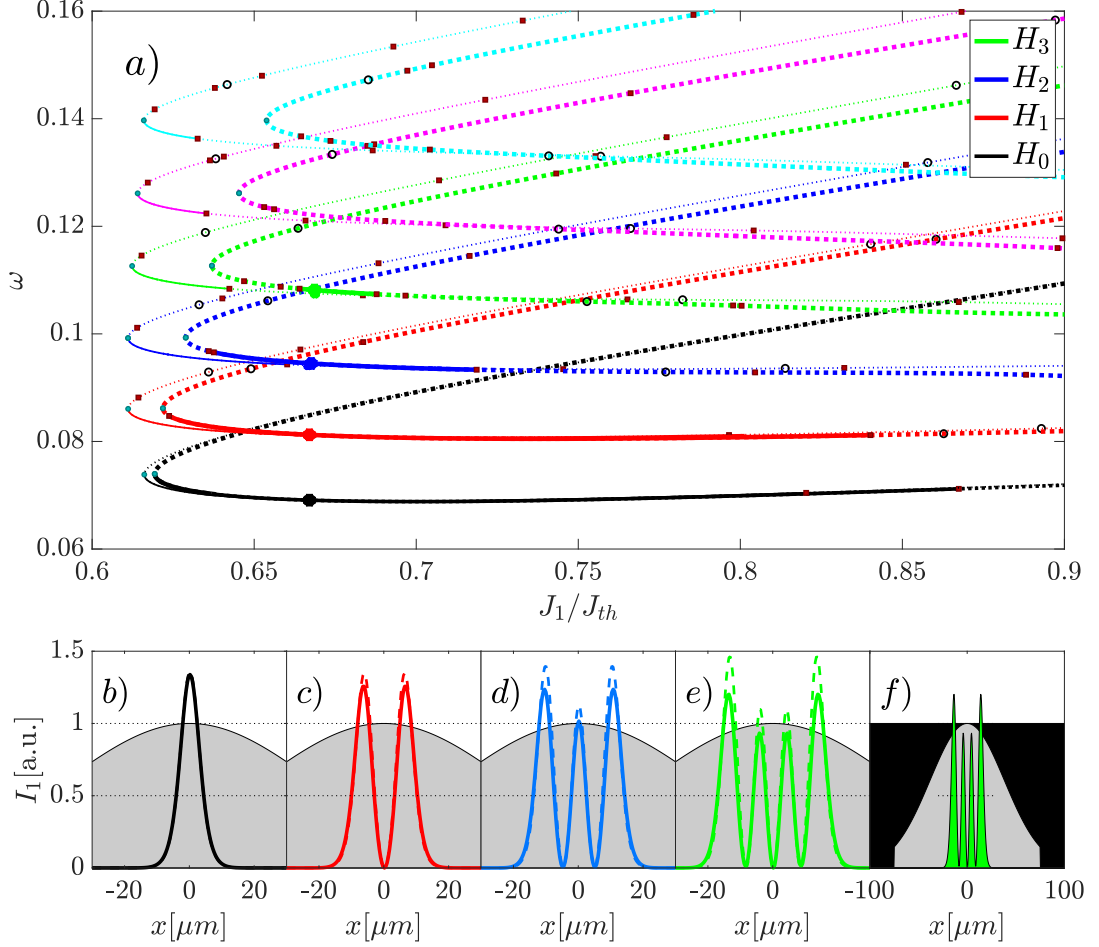 0.16
a)
H₃
H₂
H₁
H₀
0.14
0.12
ω
0.1
0.08
0.06
0.6 0.65 0.7 0.75 0.8 0.85 0.9
J₁/Jₜₕ
1.5
b) c) d) e) f)
1
I₁[a.u.]
0.5
0
-20 0 20 -20 0 20 -20 0 20 -20 0 -100 0 100
x[μm] x[μm] x[μm] x[μm] x[μm]